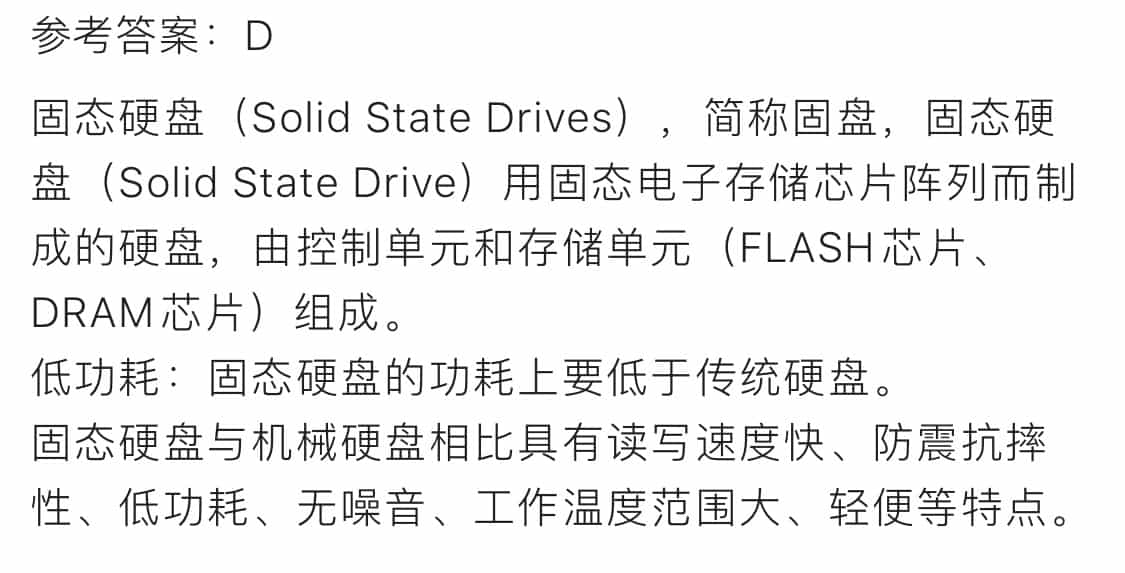 参考答案：D
固态硬盘（Solid State Drives），简称固盘，固态硬
盘（Solid State Drive）用固态电子存储芯片阵列而制
成的硬盘，由控制单元和存储单元（FLASH芯片、
DRAM芯片）组成。
低功耗：固态硬盘的功耗上要低于传统硬盘。
固态硬盘与机械硬盘相比具有读写速度快、防震抗摔
性、低功耗、无噪音、工作温度范围大、轻便等特点。